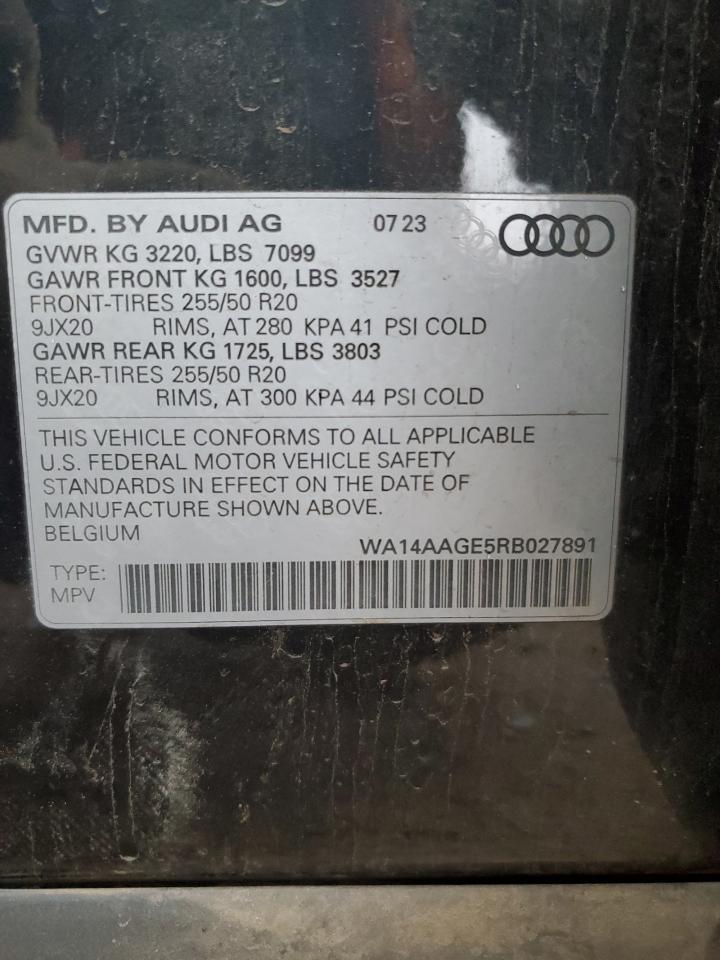 MFD. BY AUDI AG 07 23
GVWR KG 3220, LBS 7099
GAWR FRONT KG 1600, LBS 3527
FRONT-TIRES 255/50 R20
9JX20 RIMS, AT 280 KPA 41 PSI COLD
GAWR REAR KG 1725, LBS 3803
REAR-TIRES 255/50 R20
9JX20 RIMS, AT 300 KPA 44 PSI COLD
THIS VEHICLE CONFORMS TO ALL APPLICABLE
U.S. FEDERAL MOTOR VEHICLE SAFETY
STANDARDS IN EFFECT ON THE DATE OF
MANUFACTURE SHOWN ABOVE.
BELGIUM
WA14AAGE5RB027891
TYPE:
MPV